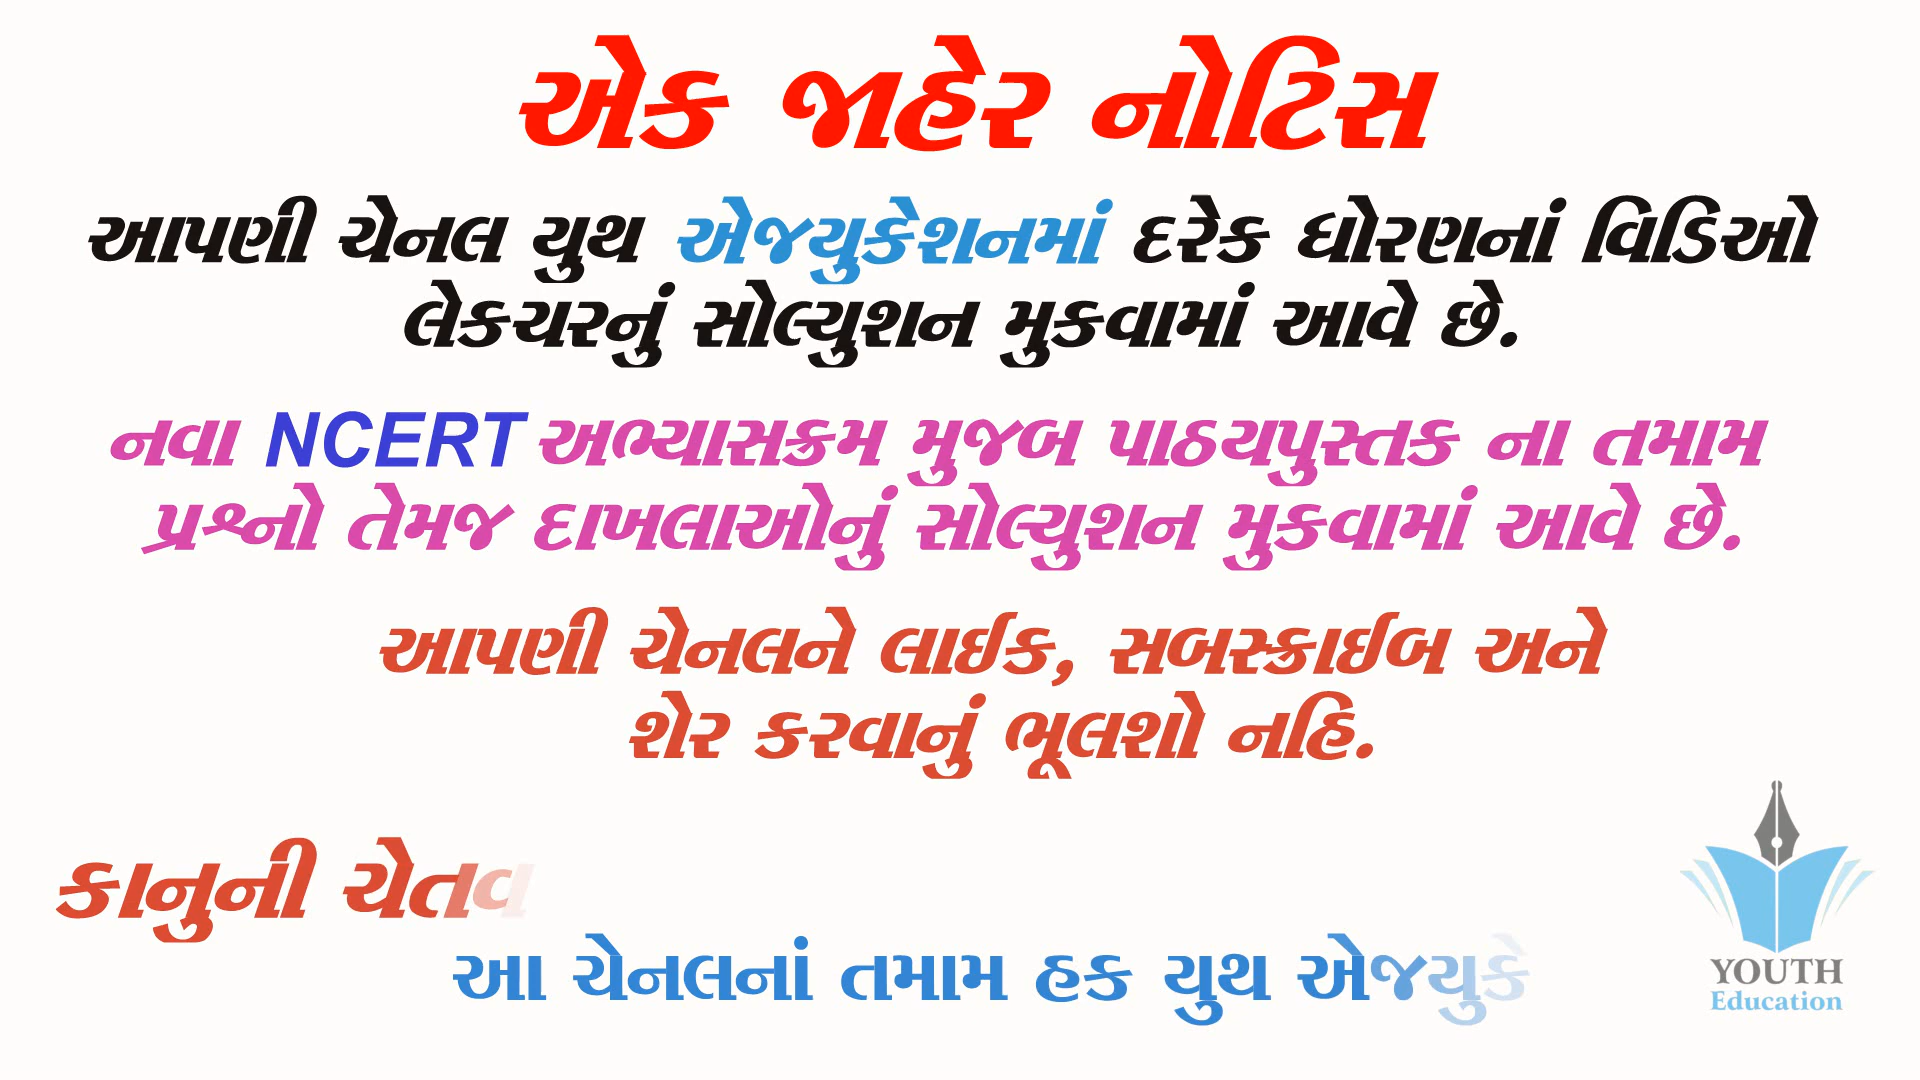 એક જાહેર નોટિસ
આપણી ચેનલ યુથ એજયુકેશનમાં દરેક ધોરણનાં વિડિઓ
લેકચરનું સોલ્યુશન મુકવામાં આવે છે.
નવા NCERT અભ્યાસક્રમ મુજબ પાઠયપુસ્તક ના તમામ
પ્રશ્નો તેમજ દાખલાઓનું સોલ્યુશન મુકવામાં આવે છે.
આપણી ચેનલને લાઈક, સબસ્ક્રાઈબ અને
શેર કરવાનું ભૂલશો નહિ.
કાનુની
આ ચેનલનાં તમામ હક યુથ
YOUTH
Education